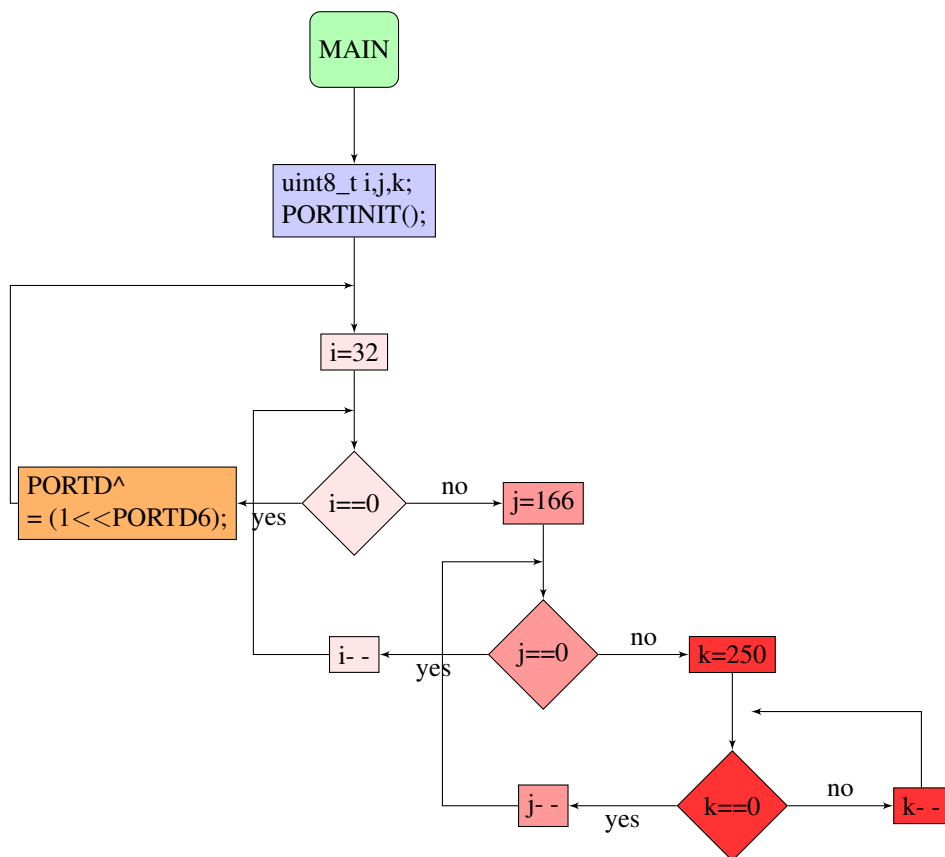 MAIN
uint8_t i,j,k;
PORTINIT();
i=32
PORTD^
= (1<<PORTD6);
yes
i==0
no
j=166
i- -
yes
j==0
no
k=250
j- -
yes
k==0
no
k- -